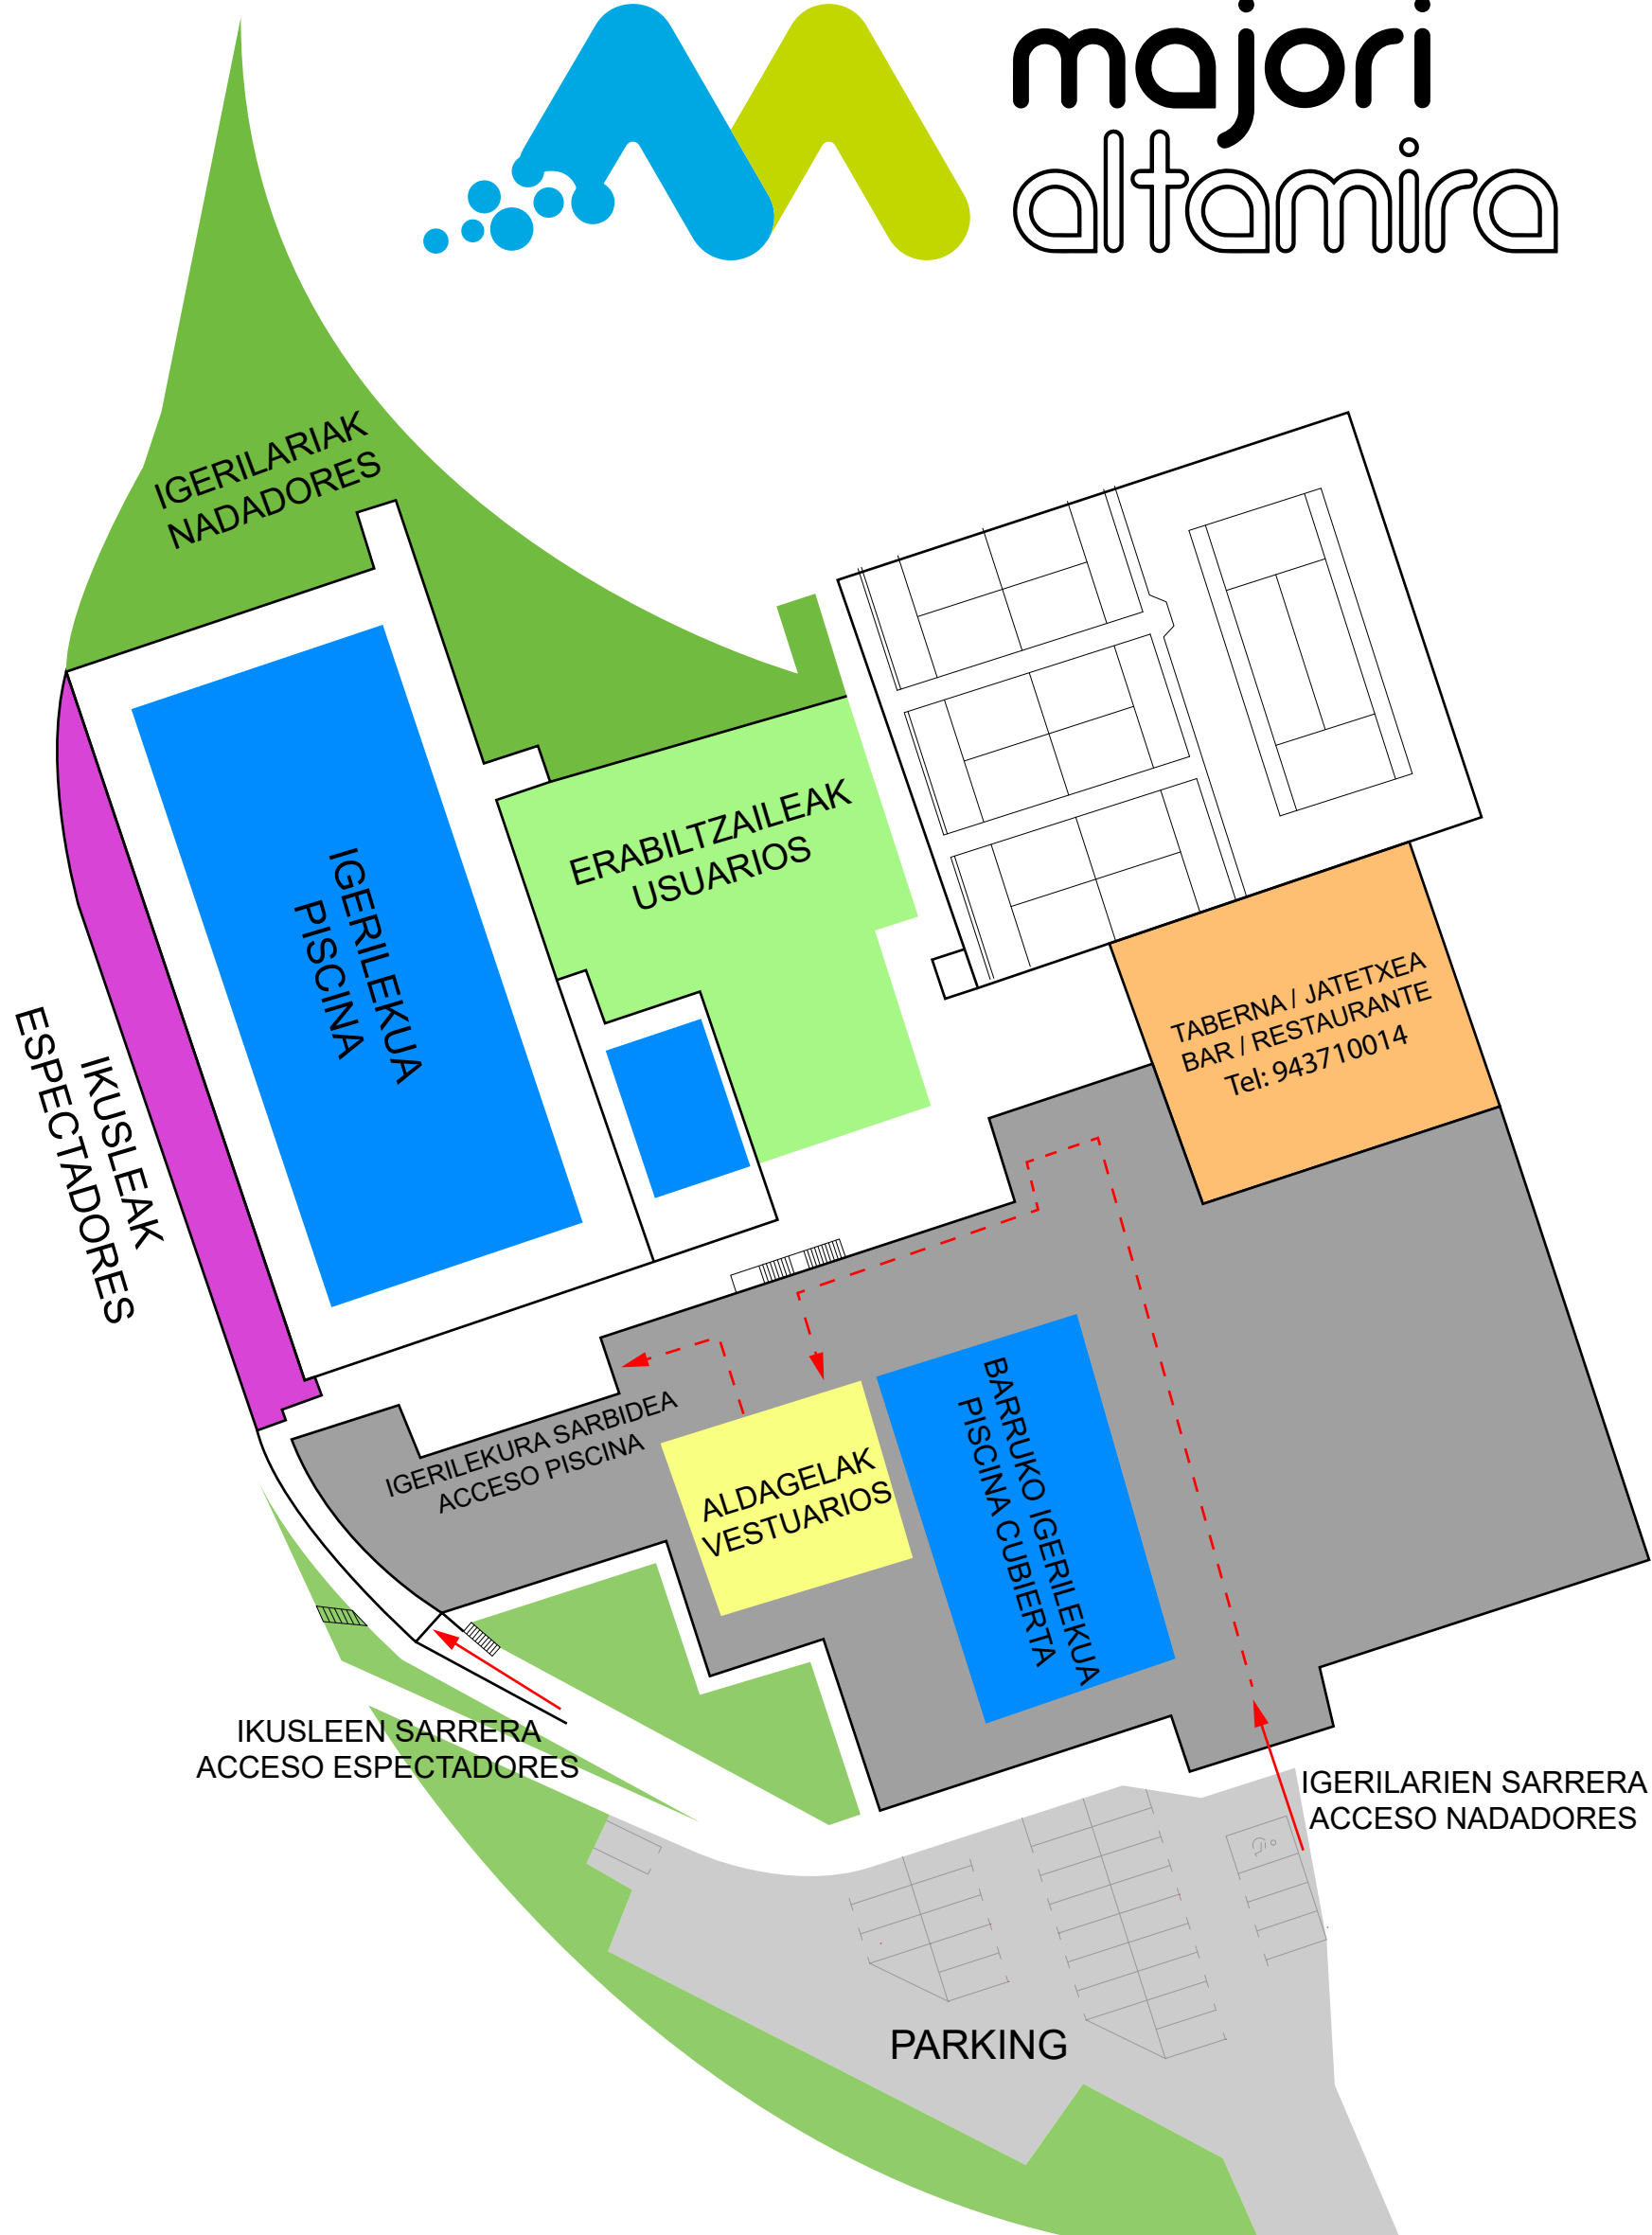 majori
altamira
IGERILARIAK
NADADORES
ERABILTZAILEAK
USUARIOS
IGERILEKUA
PISCINA
IKUSLEAK
ESPECTADORES
TABERNA / JATETXEA
BAR / RESTAURANTE
Tel: 943710014
IGERILEKURA SARBIDEA
ACCESO PISCINA
ALDAGELAK
VESTUARIOS
BARRUKO IGERILEKUA
PISCINA CUBIERTA
IKUSLEEN SARRERA
ACCESO ESPECTADORES
IGERILARIEN SARRERA
ACCESO NADADORES
PARKING